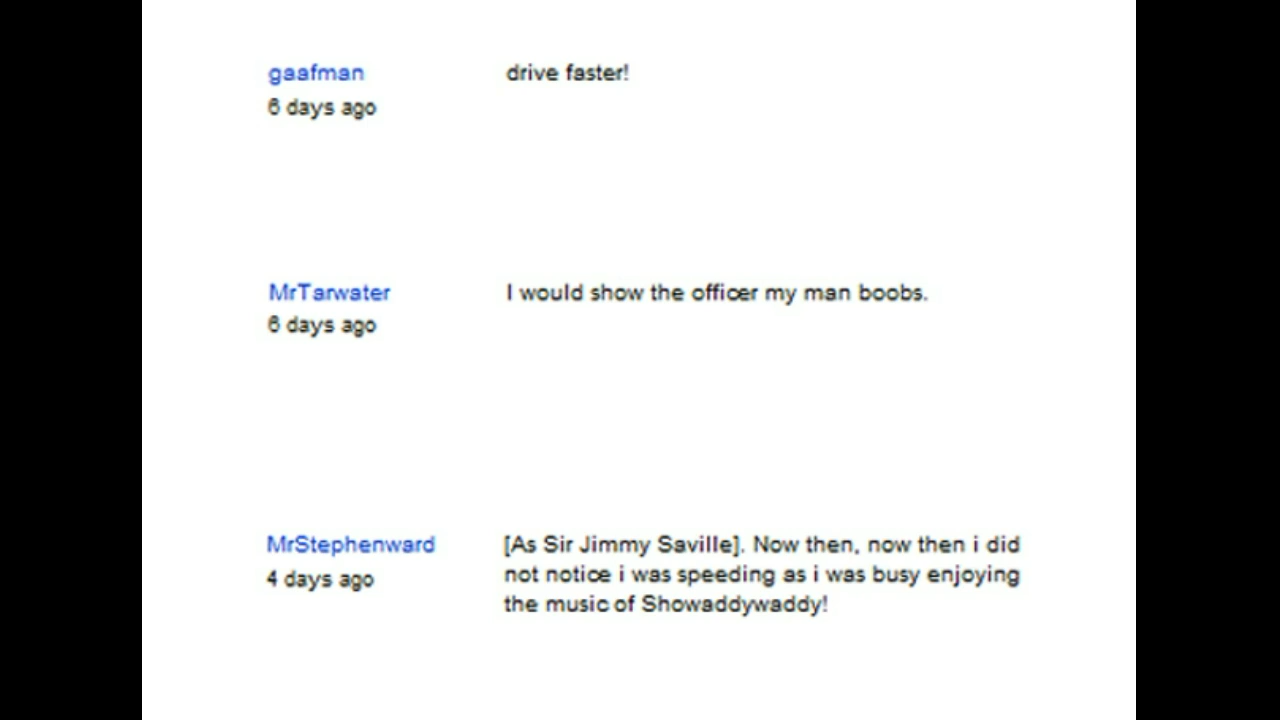 gaafman
drive faster!
6 days ago
MrTarwater
I would show the officer my man boobs.
6 days ago
MrStephenward
[As Sir Jimmy Saville]. Now then, now then i did
4 days ago
not notice i was speeding as i was busy enjoying
the music of Showaddywaddy!